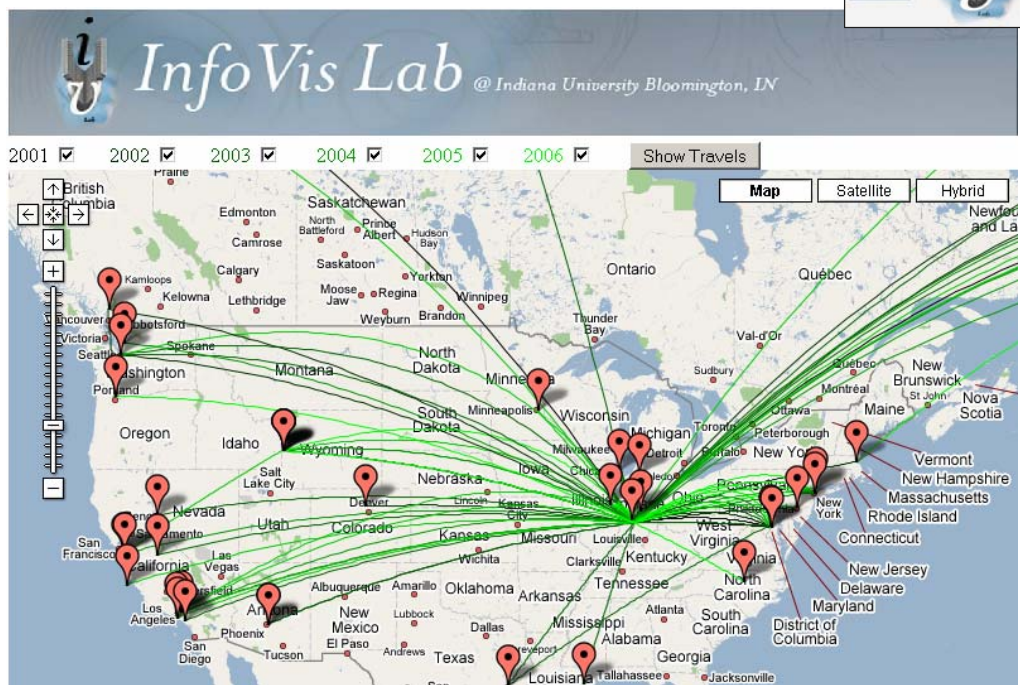 InfoVis Lab @ Indiana University Bloomington, IN
2001 2002 2003 2004 2005 2006 Show Travels
Map Satellite Hybrid
Prairie
British
Columbia
Saskatchewan
Edmonton
North
Battleford
Prince
Albert
Hudson
Bay
Camrose
Saskatoon
Ontario
Québec
Calgary
Yorkton
Kamloops
Kelowna
Lethbridge
Moose
Jaw
Regina
Winnipeg
Weyburn
Brandon
Thunder
Bay
Victoria
Spokane
Val-d'Or
Sudbury
Québec
New
Brunswick
Montréal
St John
Nova
Scotia
Montana
North
Dakota
Portland
Minneapolis
South
Dakota
Wisconsin
Michigan
Toronto
Ottawa
Peterborough
Maine
Oregon
Idaho
Wyoming
Milwaukee
Detroit
Vermont
New Hampshire
Massachusetts
Rhode Island
Connecticut
New
York
Salt
Lake City
Nebraska
Iowa
Lincoln
Ohio
Nevada
Utah
Denver
Colorado
Kansas
City
Kansas
Missouri
Louisville
West
Virginia
San
Francisco
Las
Vegas
Wichita
Clarksville
Kentucky
New Jersey
Delaware
Maryland
District of
Columbia
Los
Angeles
Albuquerque
Amarillo
Oklahoma
Arkansas
Tennessee
North
Carolina
Phoenix
New
Mexico
Lubbock
Dallas
Mississippi
Atlanta
South
Carolina
San
Diego
Tucson
El Paso
Andrews
Texas
Alabama
Georgia
Louisiana
Tallahassee
Jacksonville